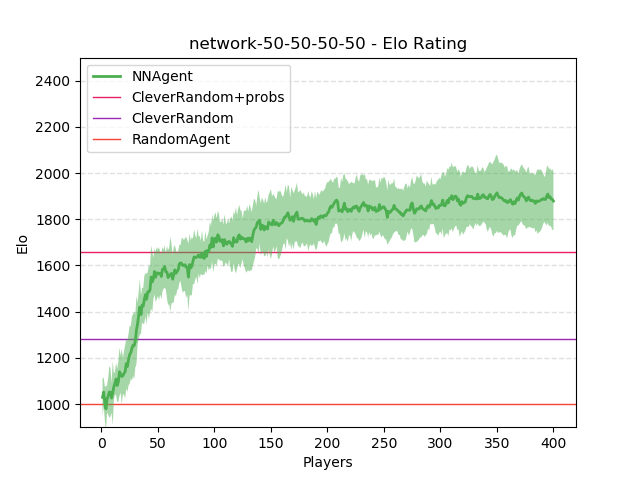 network-50-50-50-50 - Elo Rating
NNAgent
CleverRandom+probs
CleverRandom
RandomAgent
Elo
2400
2200
2000
1800
1600
1400
1200
1000
0 50 100 150 200 250 300 350 400
Players